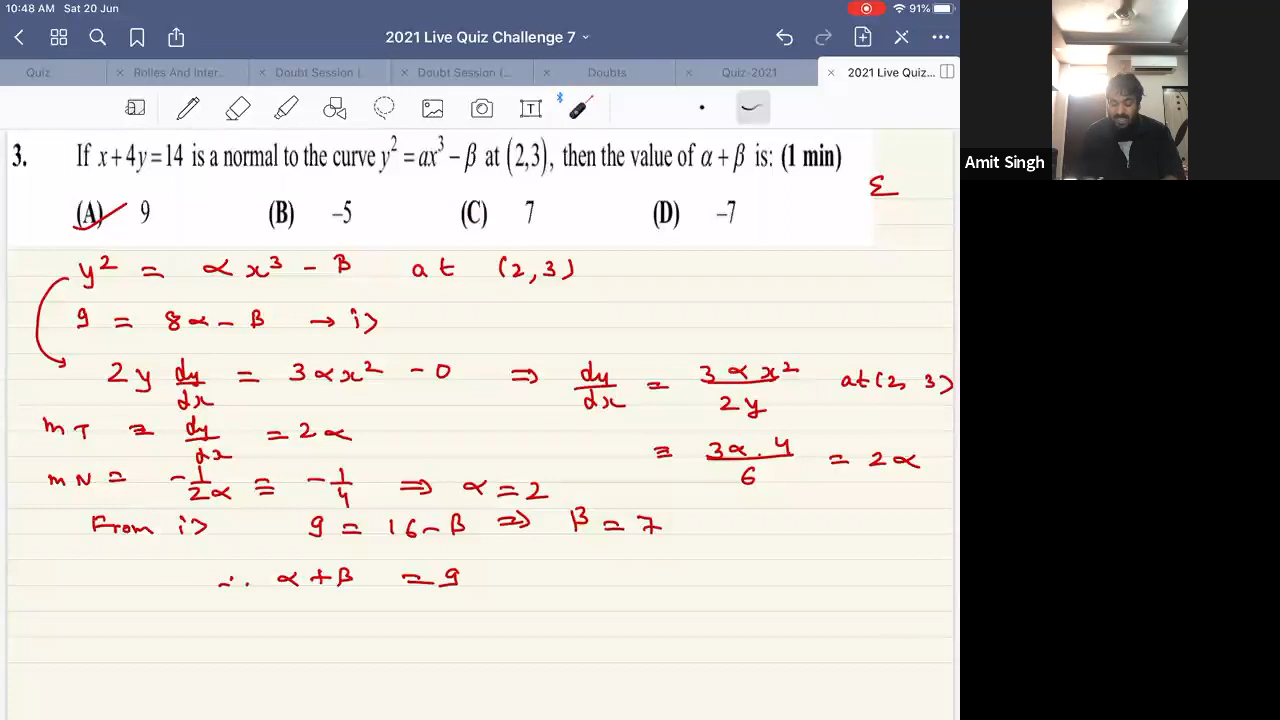 10:48 AM Sat 20 Jun
91%
2021 Live Quiz Challenge 7
Quiz
Rolles And Inter...
Doubt Session (
Doubt Session (...
Doubts
Quiz-2021
2021 Live Quiz...
3. If x+4y=14 is a normal to the curve y² = αx³ − β at (2,3), then the value of α+β is: (1 min)
(A) 9 (B) −5 (C) 7 (D) −7
y² = αx³ − β at (2,3)
9 = 8α − β → i>
2y dy/dx = 3αx² − 0 ⇒ dy/dx = 3αx²/2y at (2, 3)
mT = dy/dx = 2α
= 3α.4/6 = 2α
mN = −1/2α = −1/4 ⇒ α = 2
From i> 9 = 16 − β ⇒ β = 7
∴ α + β = 9
Amit Singh